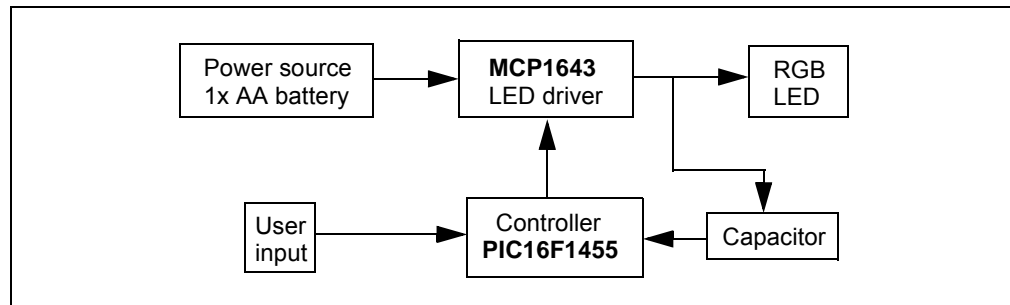 Power source
1x AA battery
MCP1643
LED driver
RGB
LED
User
input
Controller
PIC16F1455
Capacitor